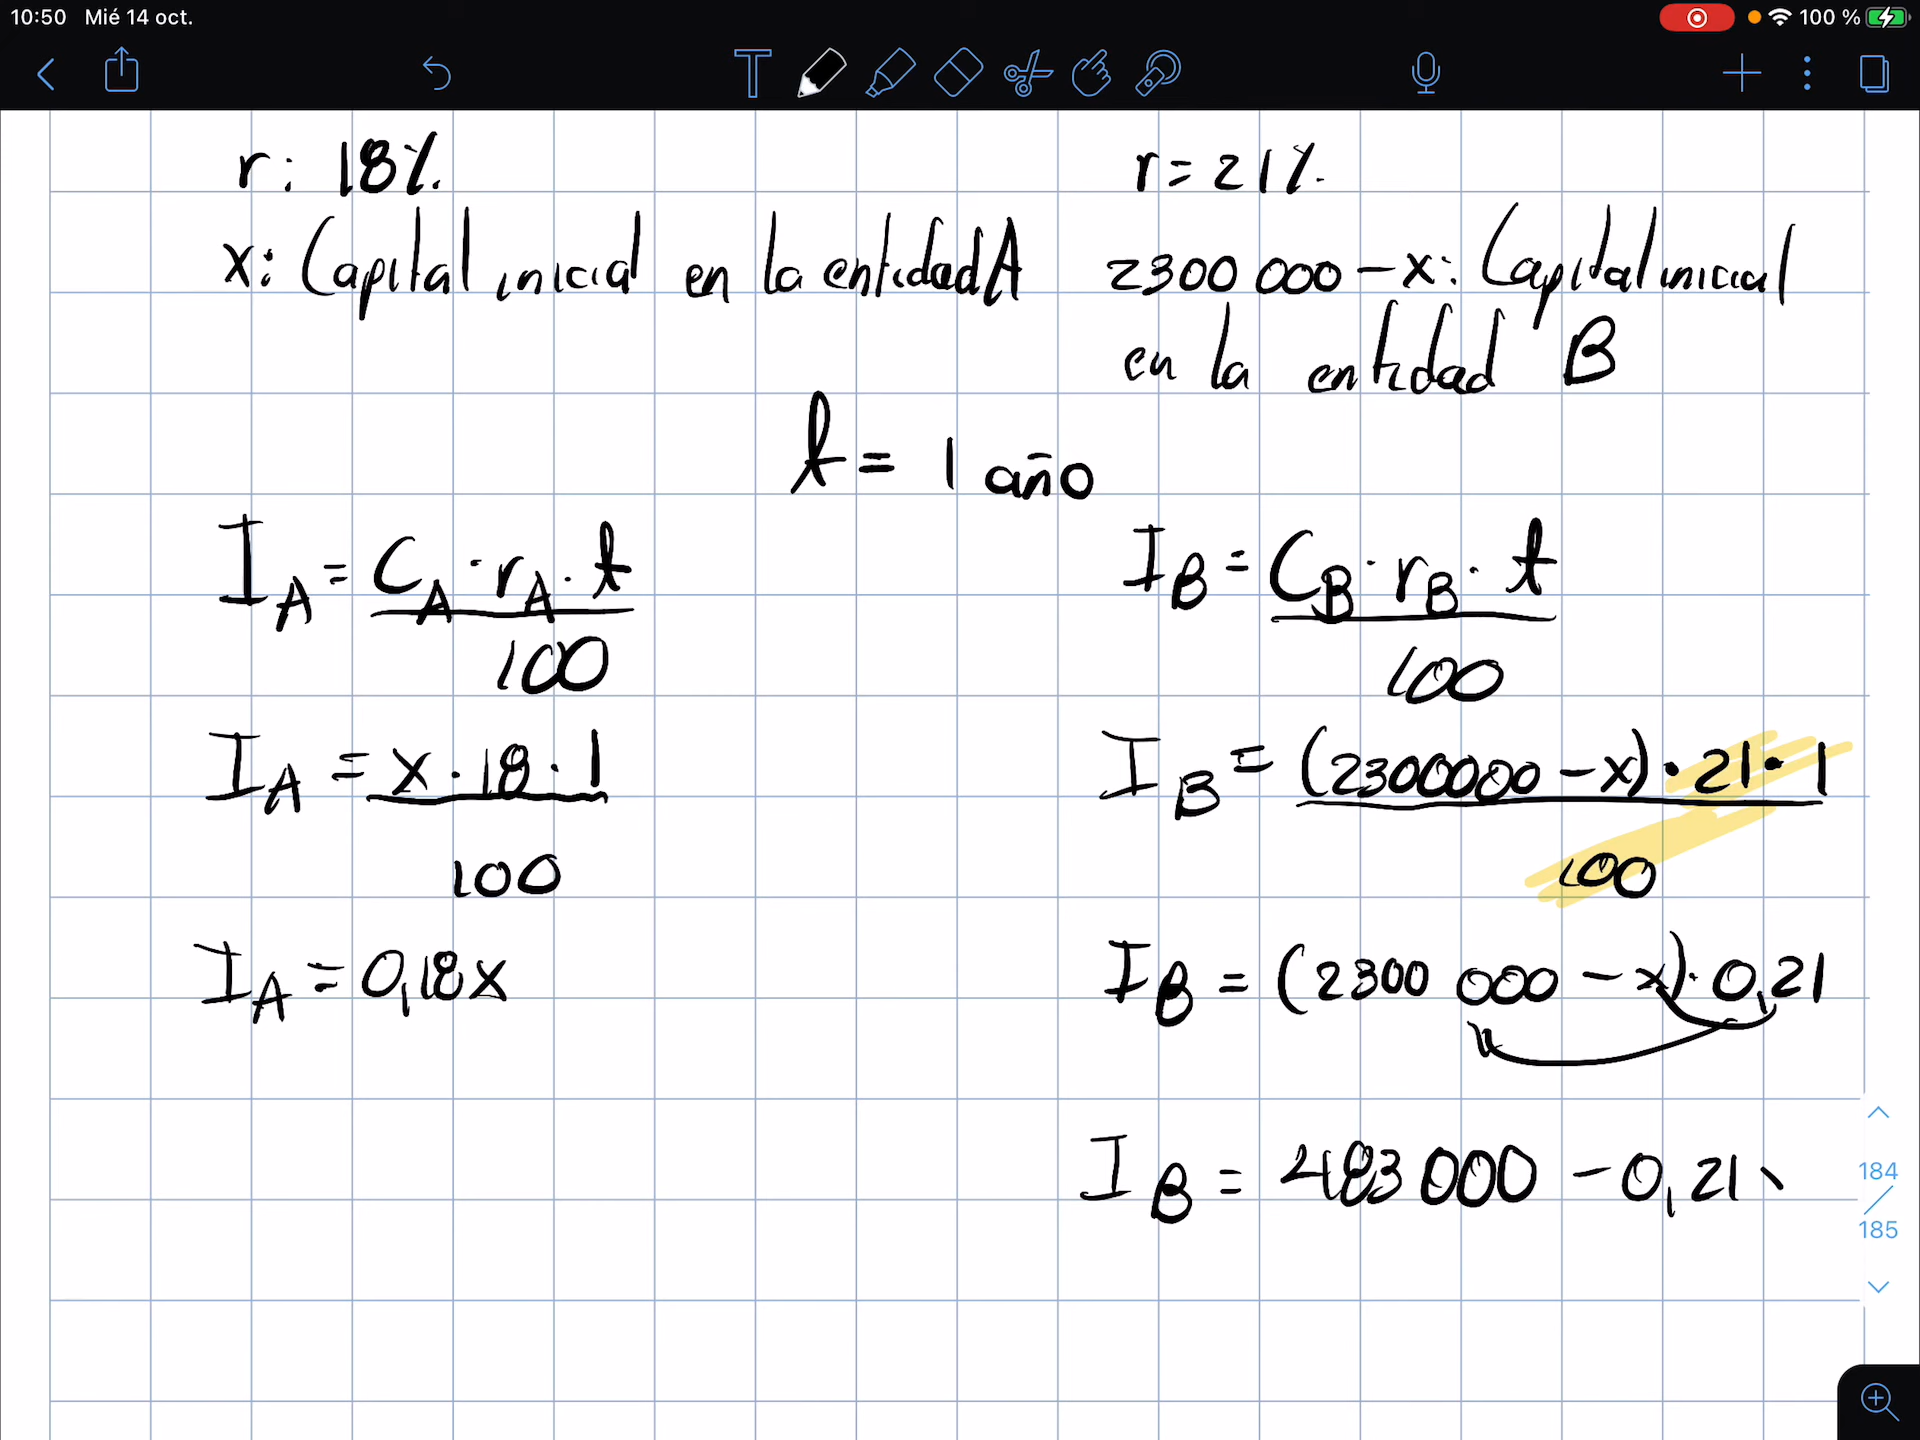 10:50 Mié 14 oct. 100 %
T
r: 18%. r=21%.
x: Capital inicial en la entidad A 2300 000 – x: Capital inicial
en la entidad B
t = 1 año
I_A = C_A · r_A · t I_B = C_B · r_B · t
100 100
I_A = x · 18 · 1 I_B = (2300000 – x) · 21 · 1
100 100
I_A = 0,18x I_B = (2300 000 – x) · 0,21
I_B = 483 000 – 0,21
184
185